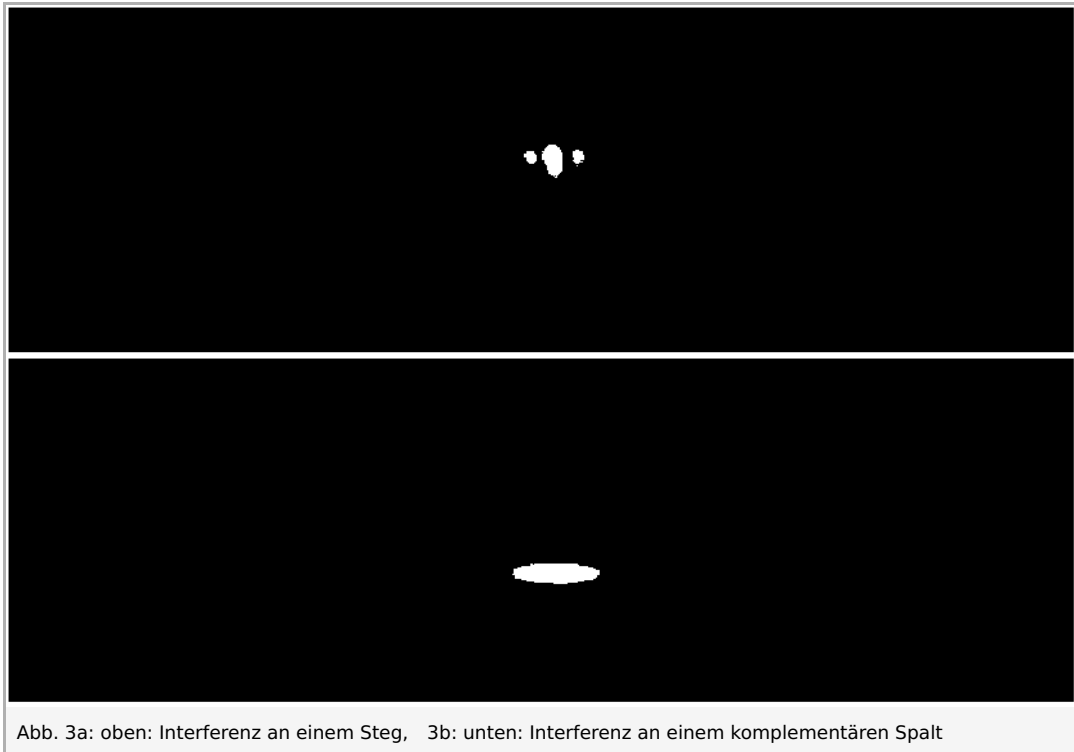 Abb. 3a: oben: Interferenz an einem Steg,   3b: unten: Interferenz an einem komplementären Spalt